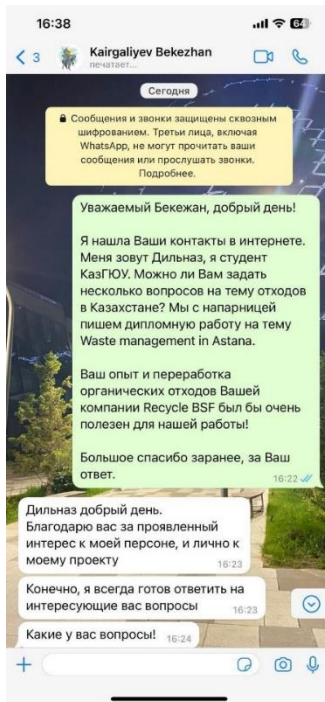 16:38
64
3
Kairgaliyev Bekezhan
печатает...
Сегодня
Сообщения и звонки защищены сквозным
шифрованием. Третьи лица, включая
WhatsApp, не могут прочитать ваши
сообщения или прослушать звонки.
Подробнее.
Уважаемый Бекежан, добрый день!
Я нашла Ваши контакты в интернете.
Меня зовут Дильназ, я студент
КазГЮУ. Можно ли Вам задать
несколько вопросов на тему отходов
в Казахстане? Мы с напарницей
пишем дипломную работу на тему
Waste management in Astana.
Ваш опыт и переработка
органических отходов Вашей
компании Recycle BSF был бы очень
полезен для нашей работы!
Большое спасибо заранее, за Ваш
ответ.
16:22
Дильназ добрый день.
Благодарю вас за проявленный
интерес к моей персоне, и лично к
моему проекту
16:23
Конечно, я всегда готов ответить на
интересующие вас вопросы
16:23
Какие у вас вопросы!
16:24